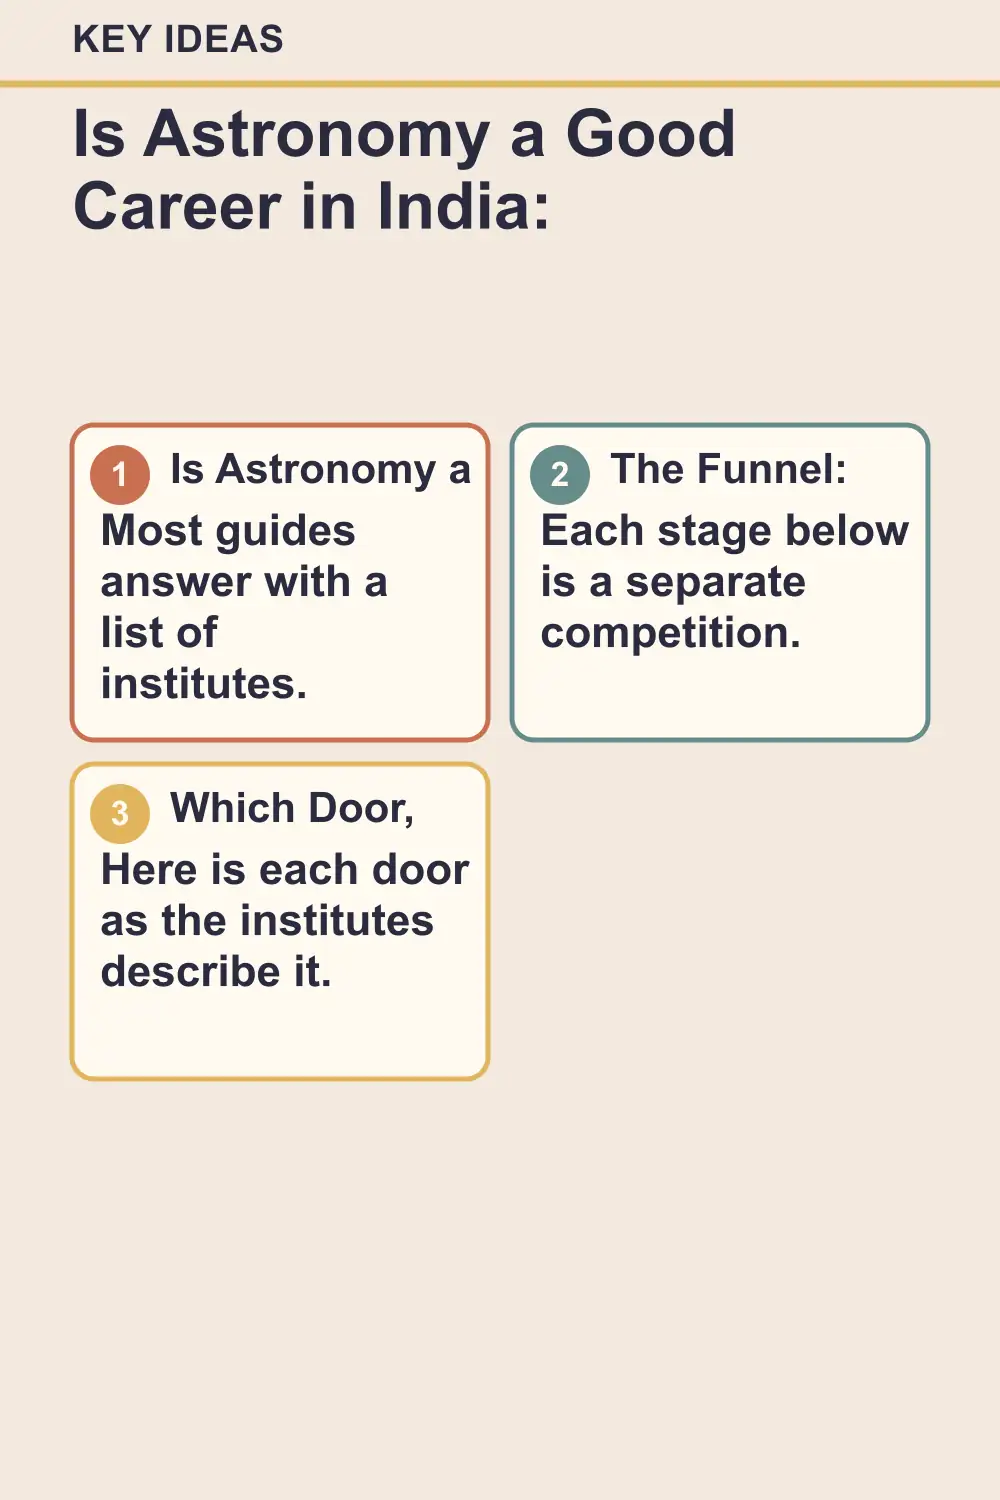 KEY IDEAS
Is Astronomy a Good
Career in India:
1 Is Astronomy a
Most guides
answer with a
list of
institutes.
2 The Funnel:
Each stage below
is a separate
competition.
3 Which Door,
Here is each door
as the institutes
describe it.